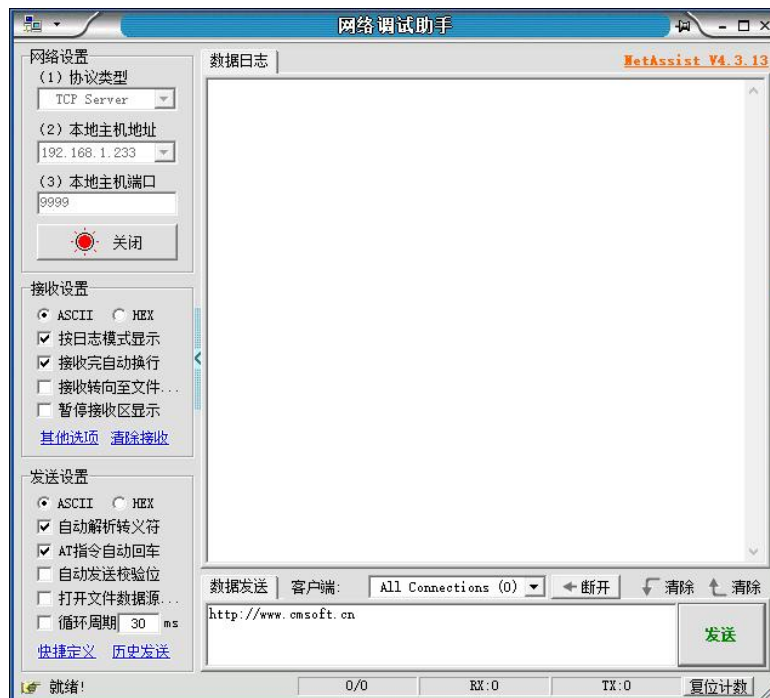 网络调试助手
网络设置
(1) 协议类型
TCP Server
(2) 本地主机地址
192.168.1.233
(3) 本地主机端口
9999
关闭
接收设置
ASCII HEX
按日志模式显示
接收完自动换行
接收转向至文件...
暂停接收区显示
其他选项 清除接收
发送设置
ASCII HEX
自动解析转义符
AT指令自动回车
自动发送校验位
打开文件数据源...
循环周期 30 ms
快捷定义 历史发送
数据日志 NetAssist V4.3.13
数据发送 客户端: All Connections (0) 断开 清除 清除
http://www.cmsoft.cn
发送
就绪! 0/0 RX:0 TX:0 复位计数